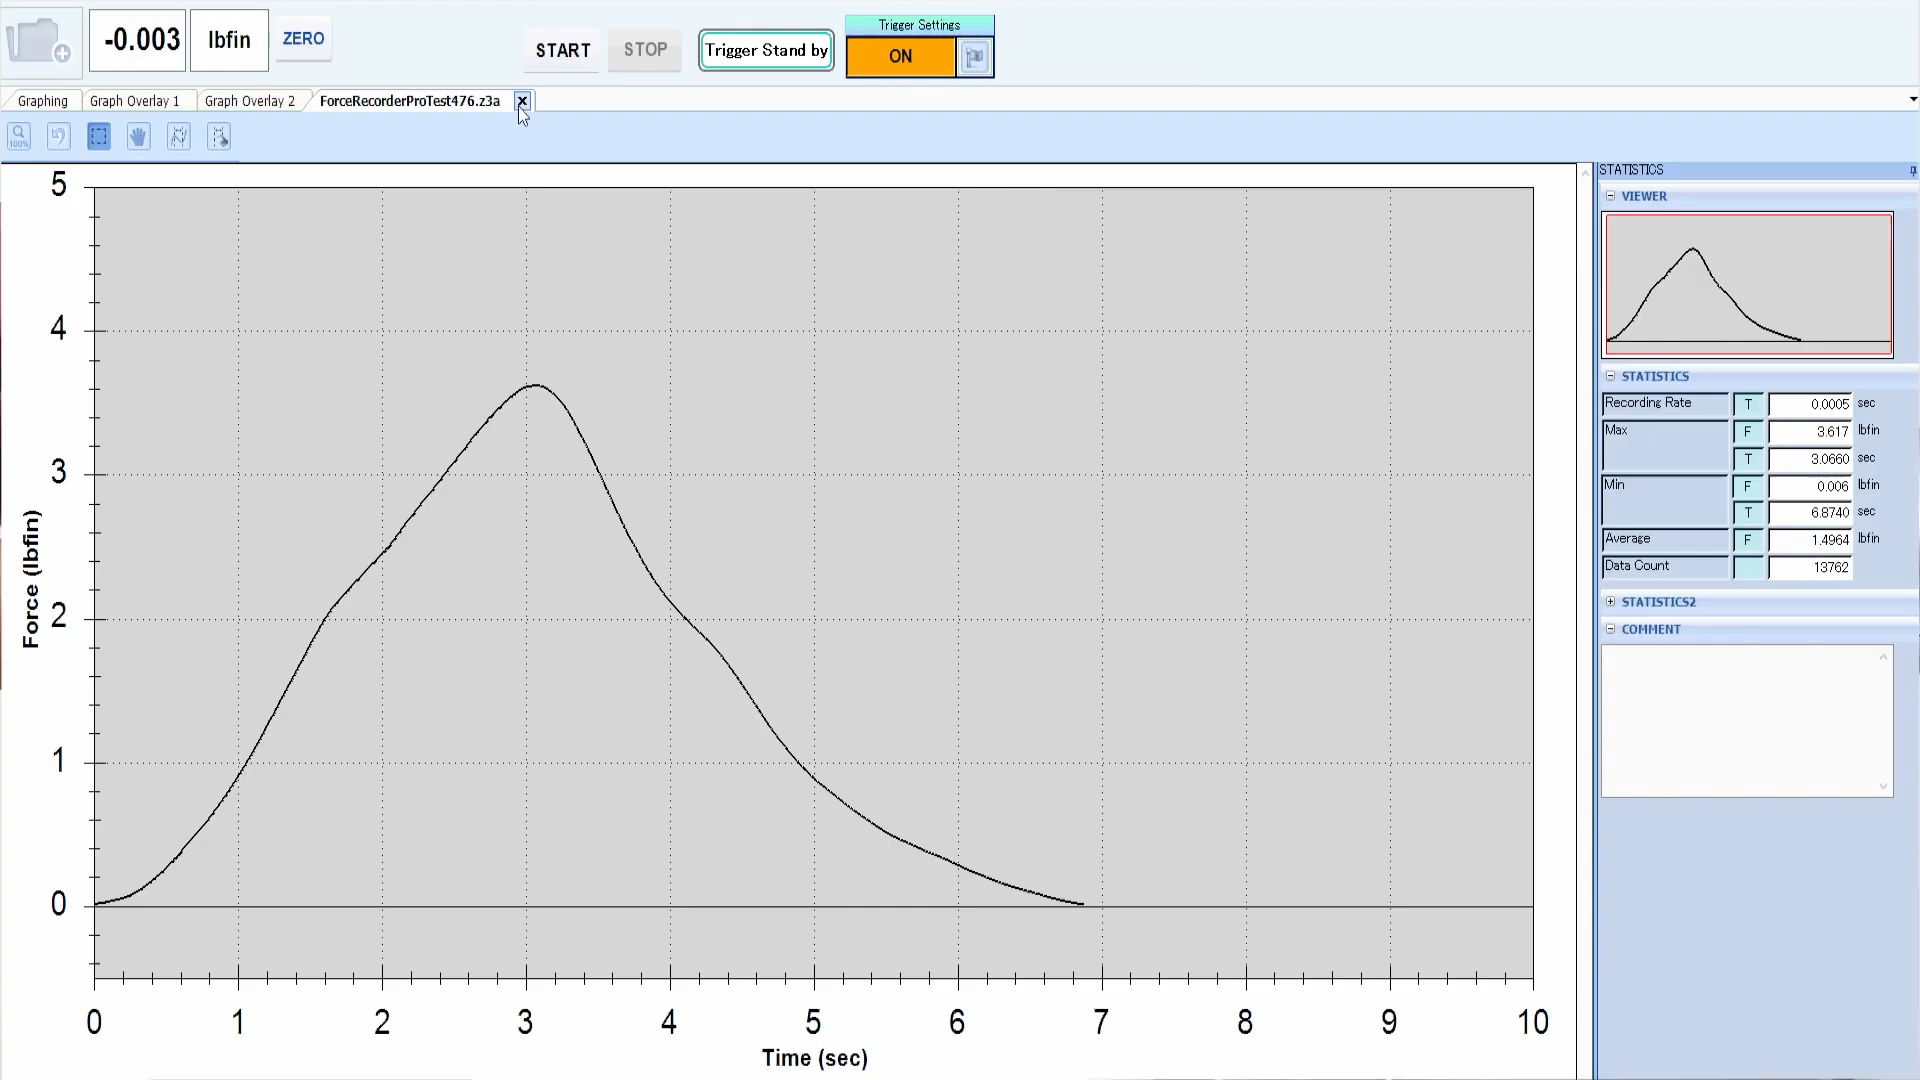 -0.003 lbfin ZERO START STOP Trigger Stand by
Trigger Settings
ON
Graphing Graph Overlay 1 Graph Overlay 2 ForceRecorderProTest476.z3a
100%
5
4
3
2
1
0
Force (lbfin)
0 1 2 3 4 5 6 7 8 9 10
Time (sec)
STATISTICS
VIEWER
STATISTICS
Recording Rate T 0.0005 sec
Max F 3.617 lbfin
T 3.0660 sec
Min F 0.006 lbfin
T 6.8740 sec
Average F 1.4964 lbfin
Data Count 13762
STATISTICS2
COMMENT